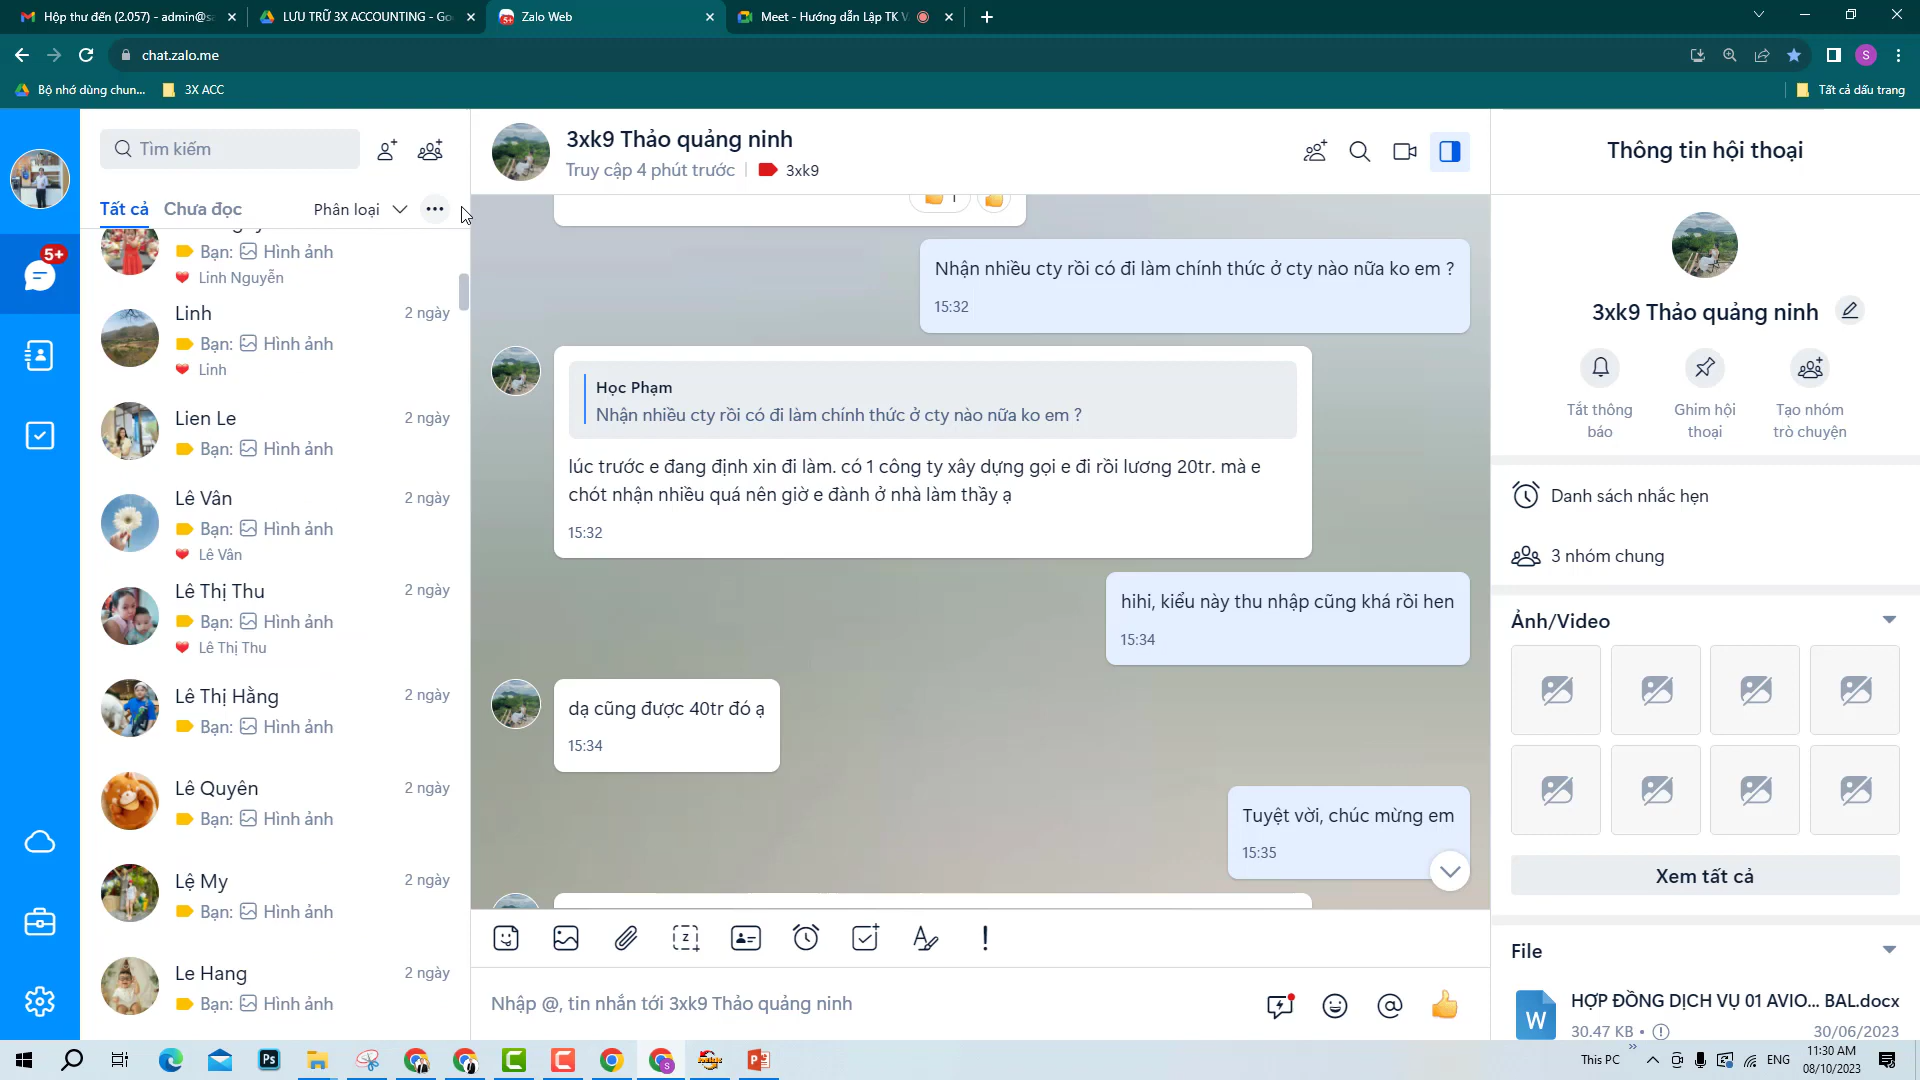 Hộp thư đến (2.057) - admin@s
LƯU TRỮ 3X ACCOUNTING - Go
Zalo Web
Meet - Hướng dẫn Lập TK V
chat.zalo.me
S
Bộ nhớ dùng chun...
3X ACC
Tất cả dấu trang
Tìm kiếm
Tất cả
Chưa đọc
Phân loại
5+
Bạn: Hình ảnh
Linh Nguyễn
Linh
2 ngày
Bạn: Hình ảnh
Linh
Lien Le
2 ngày
Bạn: Hình ảnh
Lê Vân
2 ngày
Bạn: Hình ảnh
Lê Vân
Lê Thị Thu
2 ngày
Bạn: Hình ảnh
Lê Thị Thu
Lê Thị Hằng
2 ngày
Bạn: Hình ảnh
Lê Quyên
2 ngày
Bạn: Hình ảnh
Lệ My
2 ngày
Bạn: Hình ảnh
Le Hang
2 ngày
Bạn: Hình ảnh
3xk9 Thảo quảng ninh
Truy cập 4 phút trước
3xk9
1
Nhận nhiều cty rồi có đi làm chính thức ở cty nào nữa ko em ?
15:32
Học Phạm
Nhận nhiều cty rồi có đi làm chính thức ở cty nào nữa ko em ?
lúc trước e đang định xin đi làm. có 1 công ty xây dựng gọi e đi rồi lương 20tr. mà e
chót nhận nhiều quá nên giờ e đành ở nhà làm thầy ạ
15:32
hihi, kiểu này thu nhập cũng khá rồi hen
15:34
dạ cũng được 40tr đó ạ
15:34
Tuyệt vời, chúc mừng em
15:35
Nhập @, tin nhắn tới 3xk9 Thảo quảng ninh
Thông tin hội thoại
3xk9 Thảo quảng ninh
Tắt thông
báo
Ghim hội
thoại
Tạo nhóm
trò chuyện
Danh sách nhắc hẹn
3 nhóm chung
Ảnh/Video
Xem tất cả
File
HỢP ĐỒNG DỊCH VỤ 01 AVIO... BAL.docx
30.47 KB •
30/06/2023
This PC
ENG
11:30 AM
08/10/2023